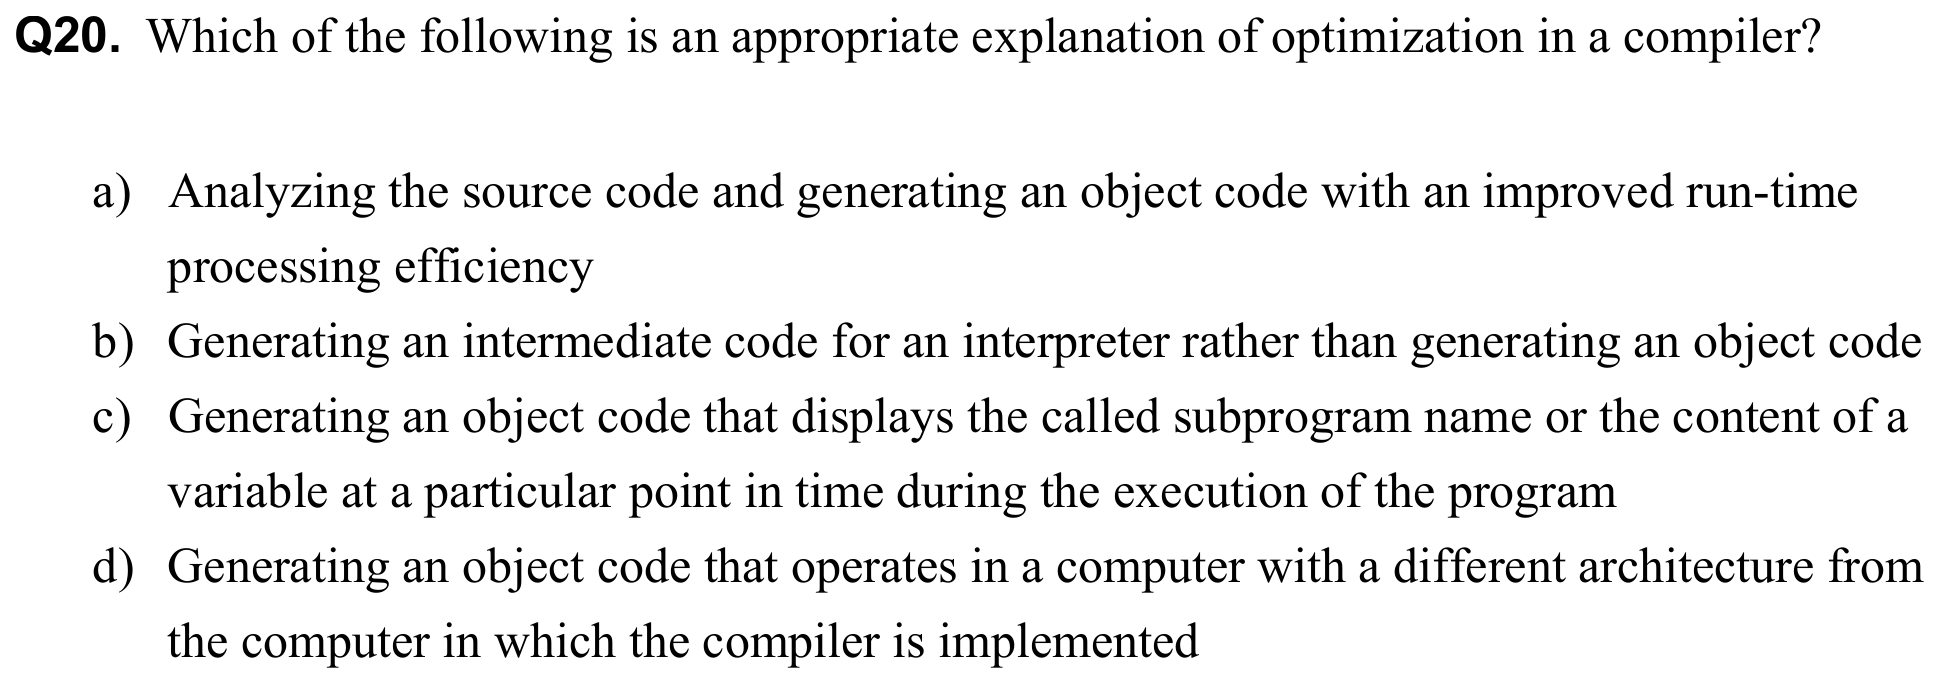 Q20. Which of the following is an appropriate explanation of optimization in a compiler?
a) Analyzing the source code and generating an object code with an improved run-time
processing efficiency
b) Generating an intermediate code for an interpreter rather than generating an object code
c) Generating an object code that displays the called subprogram name or the content of a
variable at a particular point in time during the execution of the program
d) Generating an object code that operates in a computer with a different architecture from
the computer in which the compiler is implemented